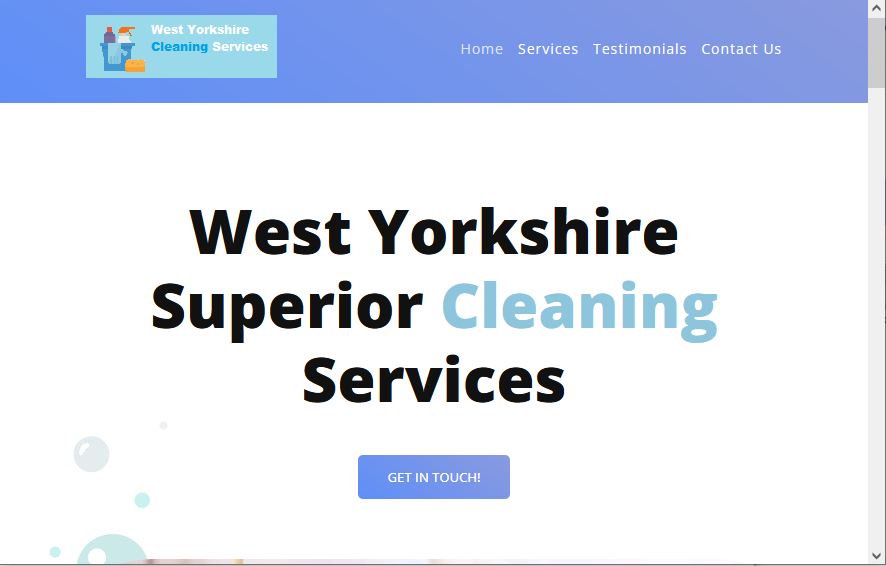 West Yorkshire
Cleaning Services
Home Services Testimonials Contact Us
West Yorkshire
Superior Cleaning
Services
GET IN TOUCH!